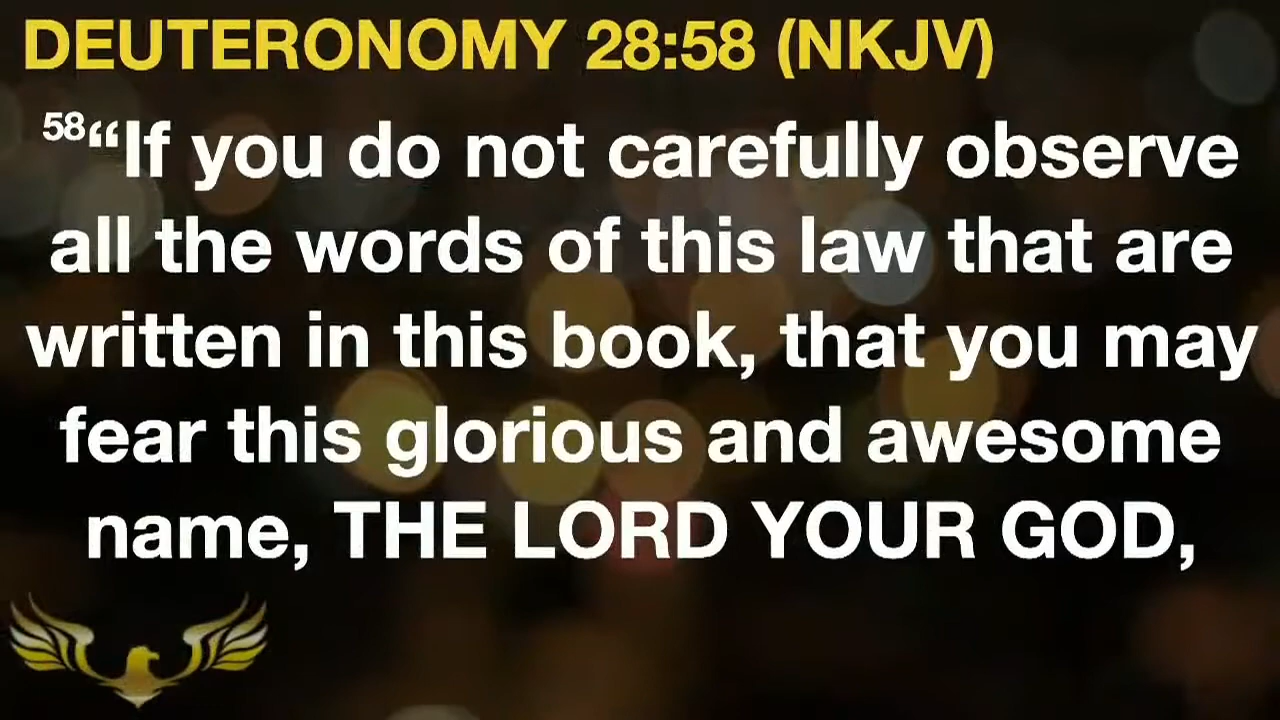 DEUTERONOMY 28:58 (NKJV)
58“If you do not carefully observe
all the words of this law that are
written in this book, that you may
fear this glorious and awesome
name, THE LORD YOUR GOD,